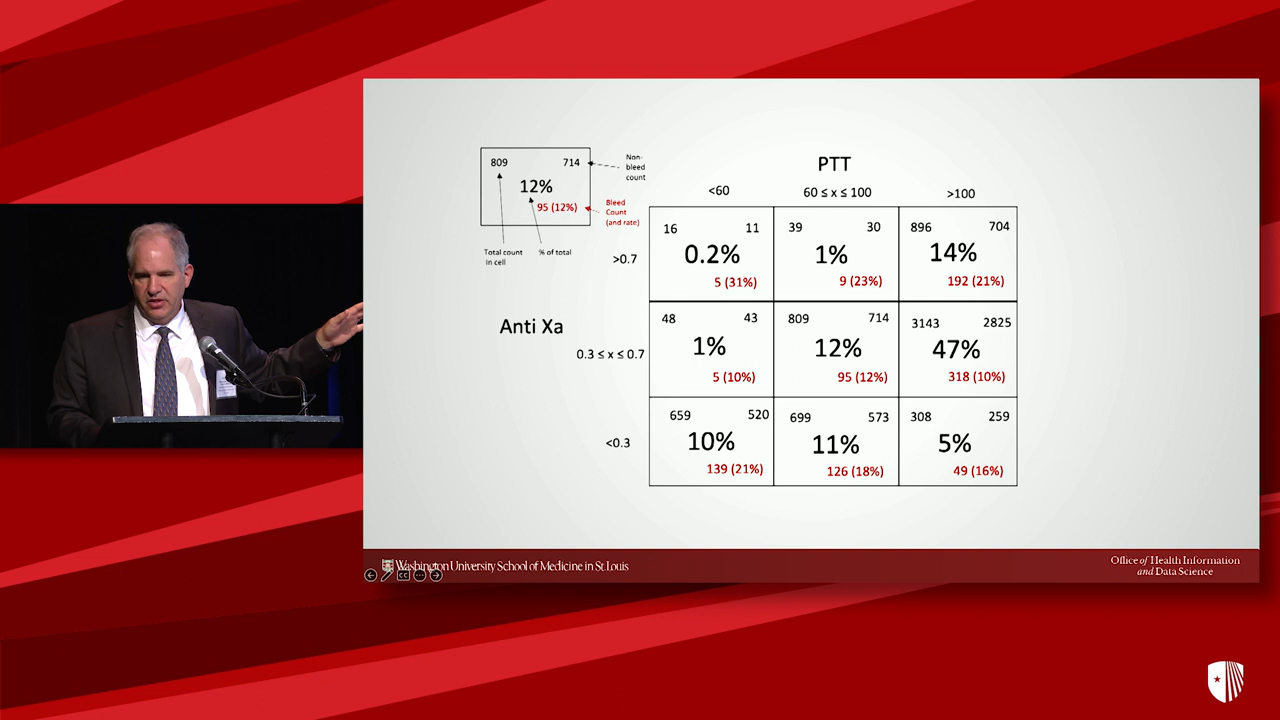 809 714
12%
95 (12%)
Non-
bleed
count
Bleed
Count
(and rate)
Total count
in cell
% of total
PTT
<60 60 ≤ x ≤ 100 >100
Anti Xa
>0.7
16 11 39 30 896 704
0.2% 1% 14%
5 (31%) 9 (23%) 192 (21%)
0.3 ≤ x ≤ 0.7
48 43 809 714 3143 2825
1% 12% 47%
5 (10%) 95 (12%) 318 (10%)
<0.3
659 520 699 573 308 259
10% 11% 5%
139 (21%) 126 (18%) 49 (16%)
Washington University School of Medicine in St. Louis
CC
Office of Health Information
and Data Science